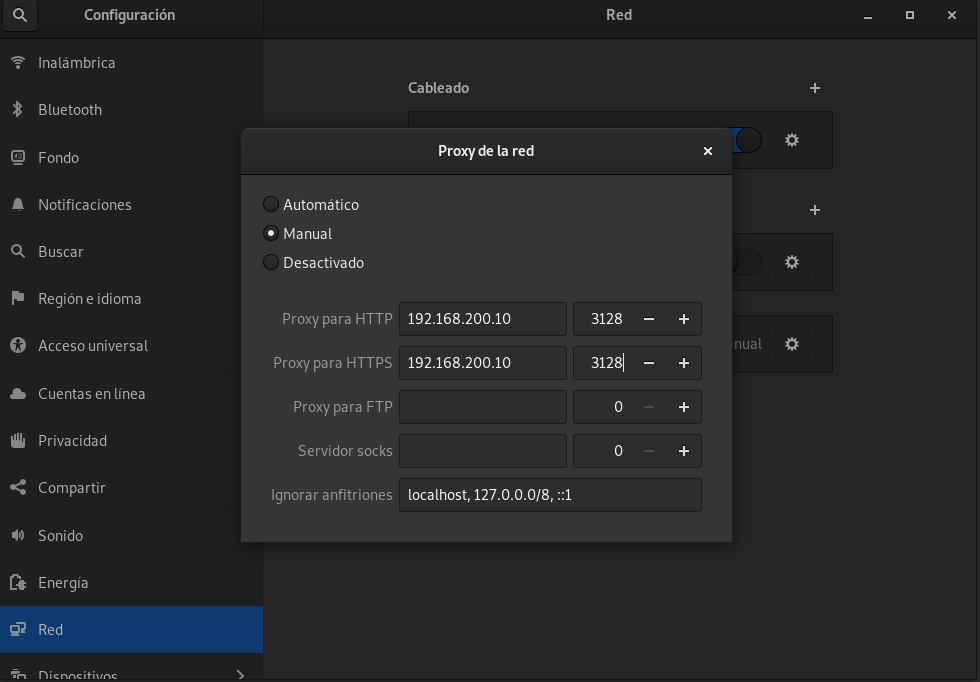 Configuración
Red
Inalámbrica
Bluetooth
Fondo
Notificaciones
Buscar
Región e idioma
Acceso universal
Cuentas en línea
Privacidad
Compartir
Sonido
Energía
Red
Dispositivos
Cableado
Proxy de la red
Automático
Manual
Desactivado
Proxy para HTTP 192.168.200.10 3128
Proxy para HTTPS 192.168.200.10 3128
Proxy para FTP 0
Servidor socks 0
Ignorar anfitriones localhost, 127.0.0.0/8, ::1